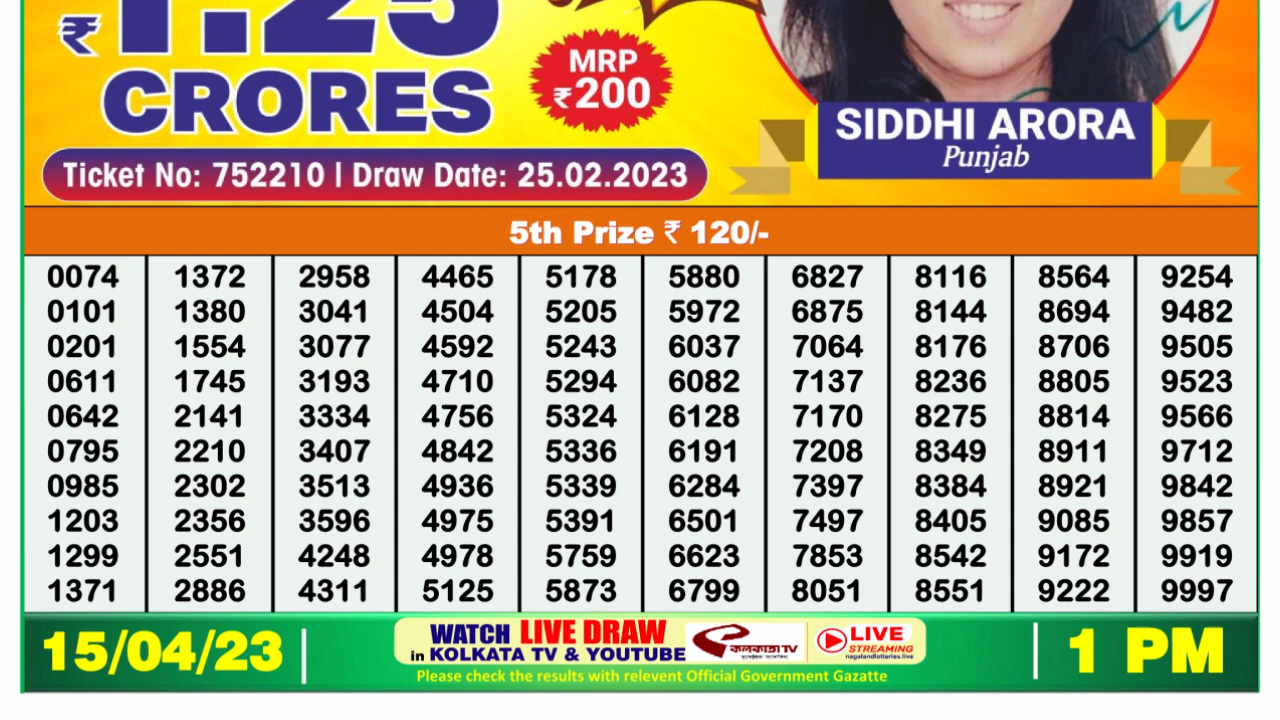 ₹ 1.25
CRORES
MRP
₹200
SIDDHI ARORA
Punjab
Ticket No: 752210 | Draw Date: 25.02.2023
5th Prize ₹ 120/-
0074 1372 2958 4465 5178 5880 6827 8116 8564 9254
0101 1380 3041 4504 5205 5972 6875 8144 8694 9482
0201 1554 3077 4592 5243 6037 7064 8176 8706 9505
0611 1745 3193 4710 5294 6082 7137 8236 8805 9523
0642 2141 3334 4756 5324 6128 7170 8275 8814 9566
0795 2210 3407 4842 5336 6191 7208 8349 8911 9712
0985 2302 3513 4936 5339 6284 7397 8384 8921 9842
1203 2356 3596 4975 5391 6501 7497 8405 9085 9857
1299 2551 4248 4978 5759 6623 7853 8542 9172 9919
1371 2886 4311 5125 5873 6799 8051 8551 9222 9997
15/04/23
WATCH LIVE DRAW
in KOLKATA TV & YOUTUBE
কলকাতা TV
LIVE
STREAMING
nagalandlotteries.live
Please check the results with relevent Official Government Gazatte
1 PM